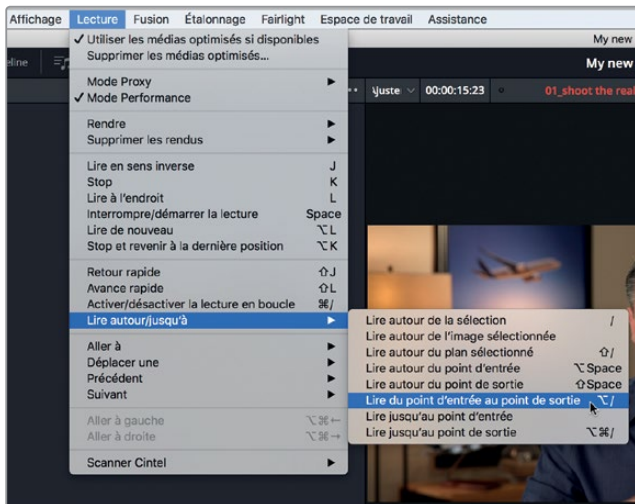 Affichage Lecture Fusion Étalonnage Fairlight Espace de travail Assistance
My new
✓ Utiliser les médias optimisés si disponibles
Supprimer les médias optimisés...
eline
My new
Mode Proxy
✓ Mode Performance
00:00:15:23
01_shoot the real
Rendre
Supprimer les rendus
Lire en sens inverse J
Stop K
Lire à l'endroit L
Interrompre/démarrer la lecture Space
Lire de nouveau ⌥L
Stop et revenir à la dernière position ⌥K
Retour rapide ⇧J
Avance rapide ⇧L
Activer/désactiver la lecture en boucle ⌘/
Lire autour/jusqu'à
Lire autour de la sélection /
Lire autour de l'image sélectionnée
Lire autour du plan sélectionné ⇧/
Lire autour du point d'entrée ⌥Space
Lire autour du point de sortie ⇧Space
Lire du point d'entrée au point de sortie ⌥/
Lire jusqu'au point d'entrée
Lire jusqu'au point de sortie ⌥⌘/
Aller à
Déplacer une
Précédent
Suivant
Aller à gauche ⌥⌘←
Aller à droite ⌥⌘→
Scanner Cintel